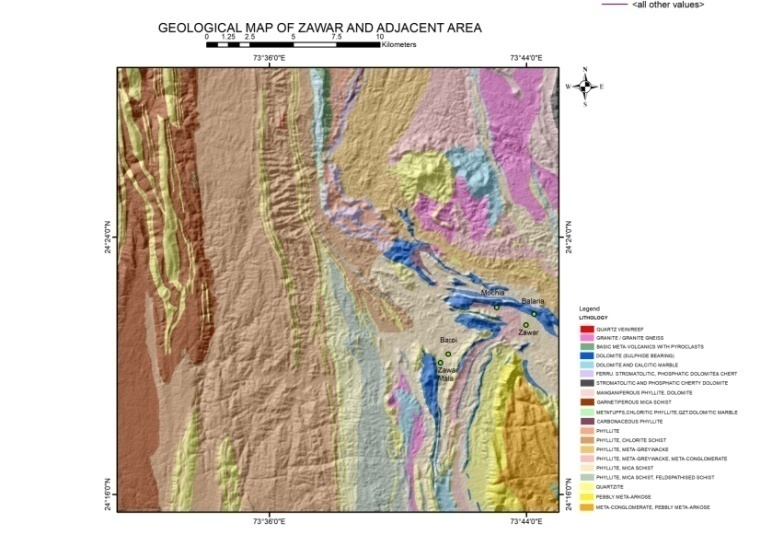 <all other values>
GEOLOGICAL MAP OF ZAWAR AND ADJACENT AREA
0 1.25 2.5 5 7.5 10
Kilometers
73°36'0"E 73°44'0"E
N
W E
S
24°24'0"N 24°24'0"N
Mochia
Balaria
Zawar
Baroi
Zawar
Mala
24°16'0"N 24°16'0"N
73°36'0"E 73°44'0"E
Legend
LITHOLOGY
QUARTZ VEIN/REEF
GRANITE / GRANITE GNEISS
BASIC META-VOLCANICS WITH PYROCLASTS
DOLOMITE (SULPHIDE BEARING)
DOLOMITE AND CALCITIC MARBLE
FERRU. STROMATOLITIC, PHOSPHATIC DOLOMITE& CHERT
STROMATOLITIC AND PHOSPHATIC CHERTY DOLOMITE
MANGANIFEROUS PHYLLITE, DOLOMITE
GARNETIFEROUS MICA SCHIST
METATUFFS,CHLORITIC PHYLLITE,QZT,DOLOMITIC MARBLE
CARBONACEOUS PHYLLITE
PHYLLITE
PHYLLITE, CHLORITE SCHIST
PHYLLITE, META-GREYWACKE
PHYLLITE, META-GREYWACKE, META-CONGLOMERATE
PHYLLITE, MICA SCHIST
PHYLLITE, MICA SCHIST, FELDSPATHISED SCHIST
QUARTZITE
PEBBLY META-ARKOSE
META-CONGLOMERATE, PEBBLY META-ARKOSE